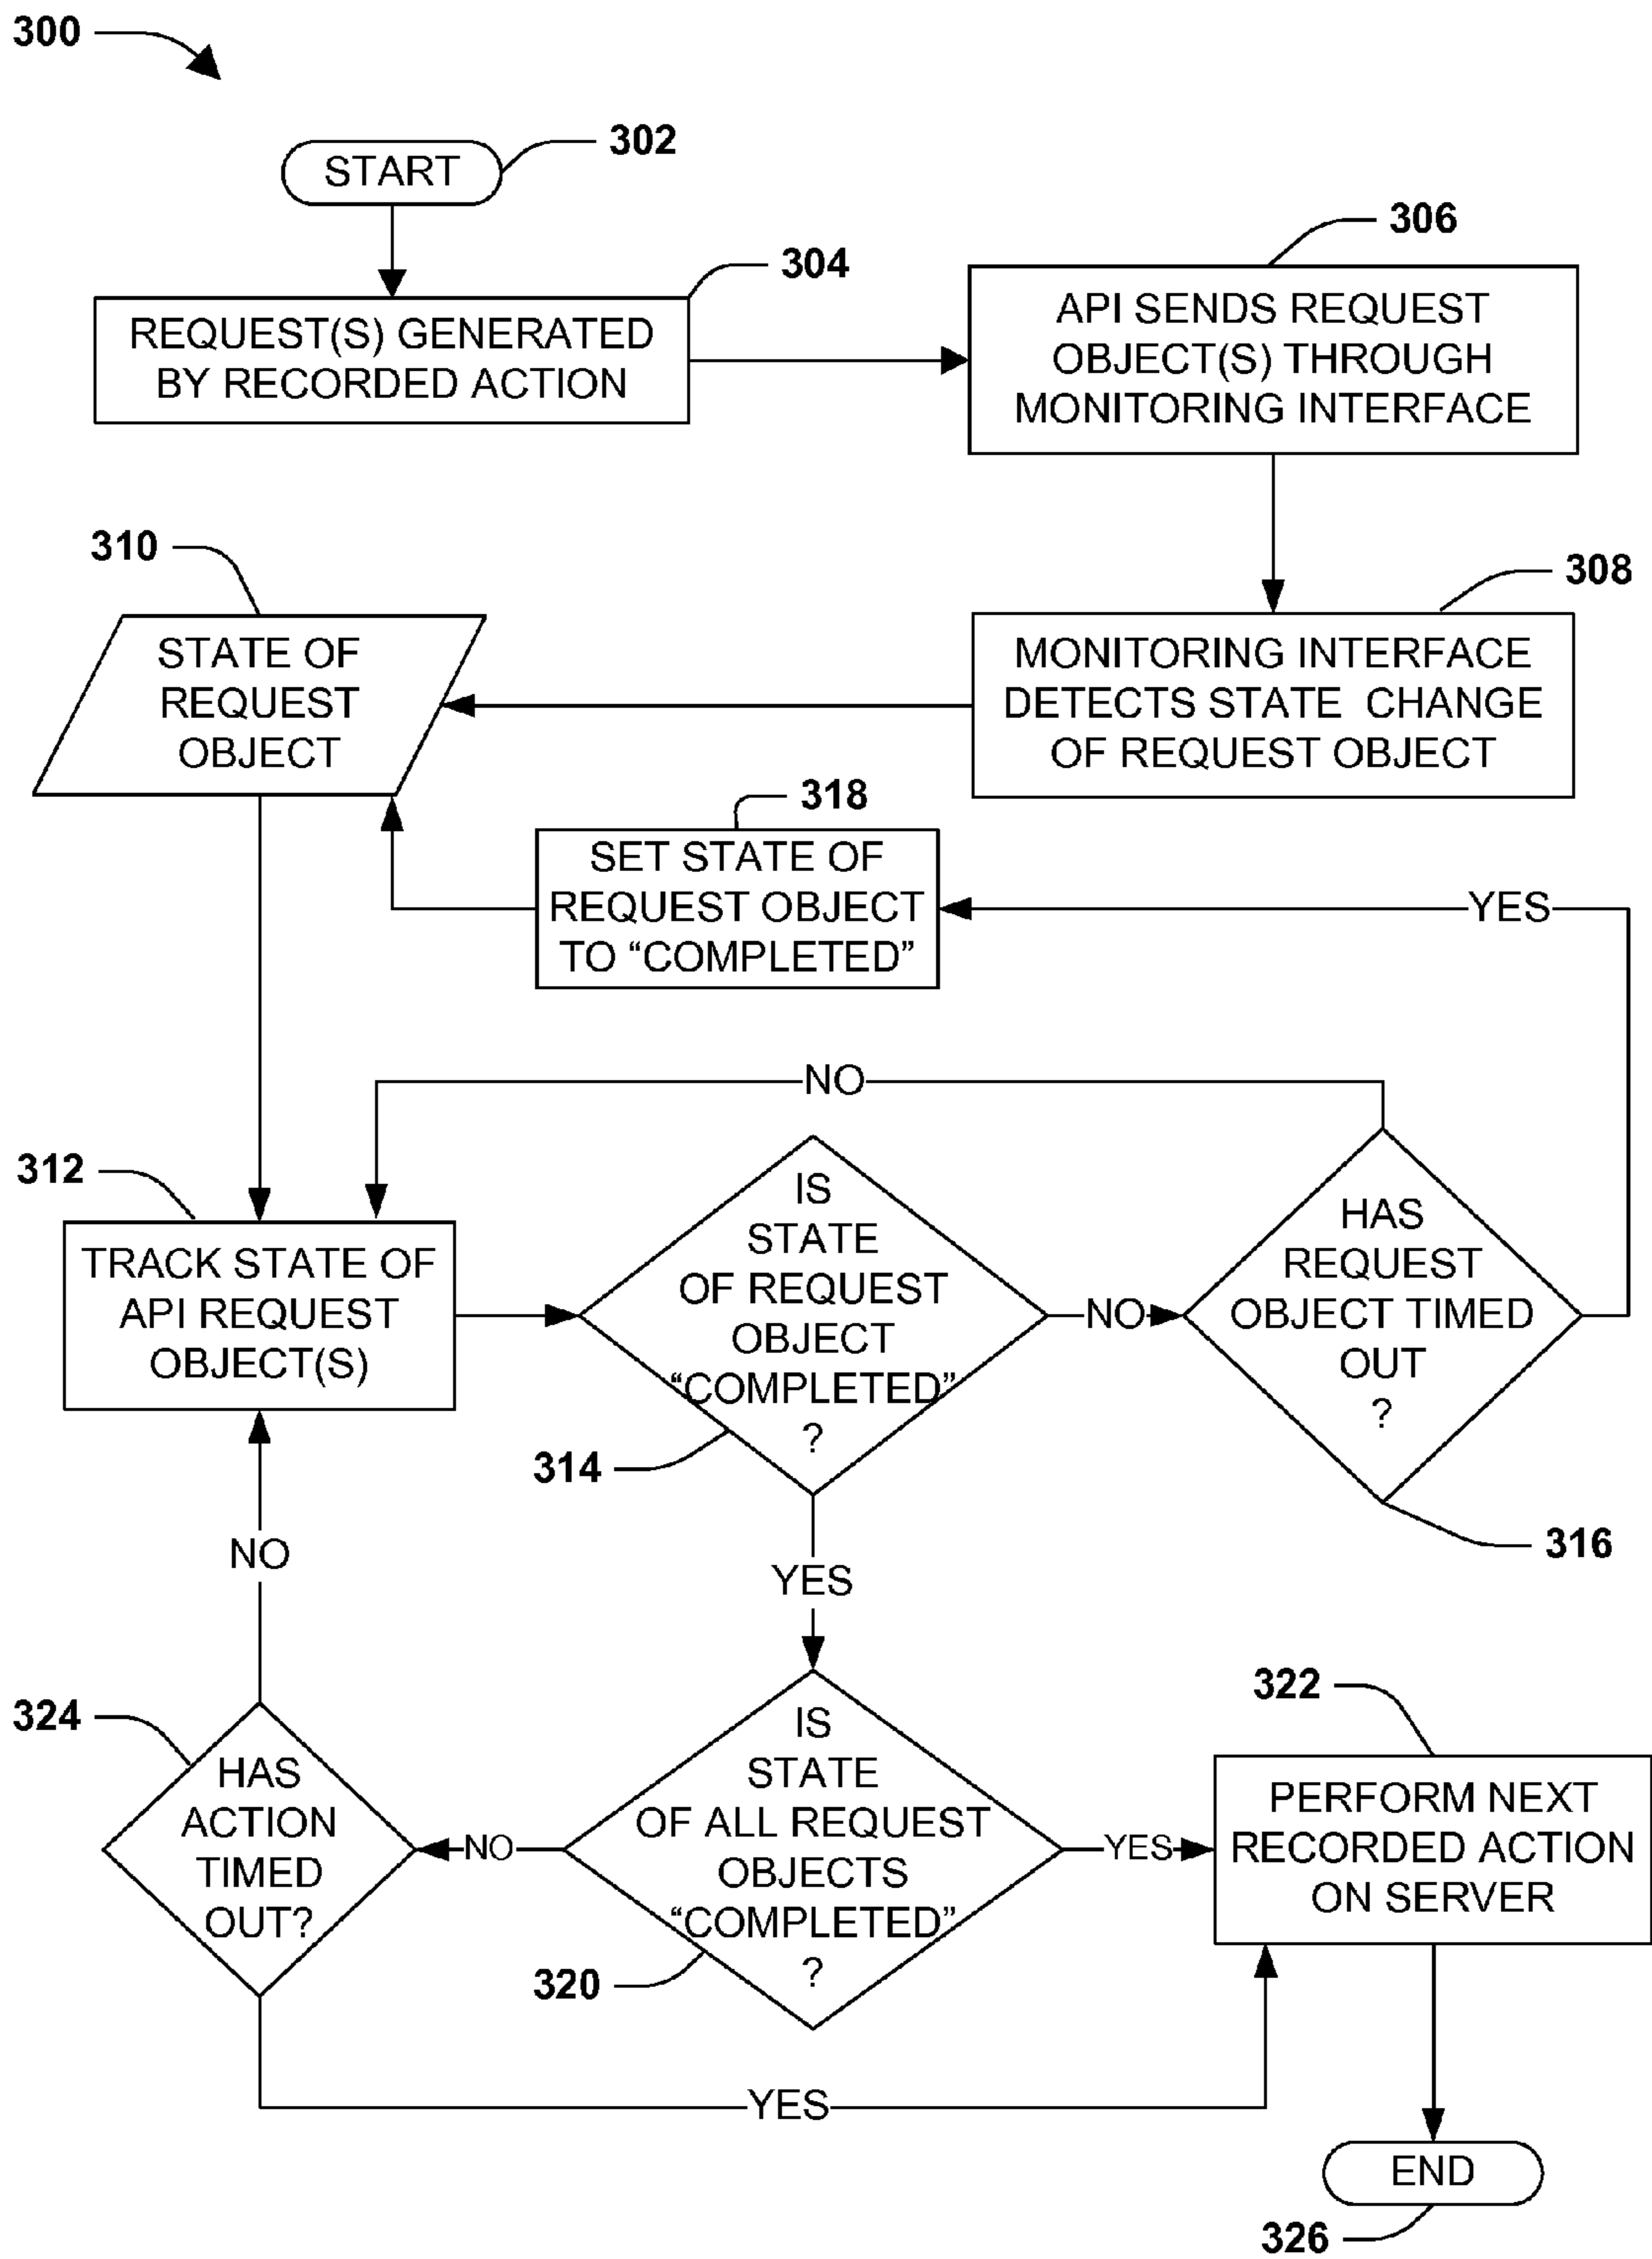 300
302
START
304
REQUEST(S) GENERATED
BY RECORDED ACTION
306
API SENDS REQUEST
OBJECT(S) THROUGH
MONITORING INTERFACE
308
MONITORING INTERFACE
DETECTS STATE CHANGE
OF REQUEST OBJECT
310
STATE OF
REQUEST
OBJECT
318
SET STATE OF
REQUEST OBJECT
TO “COMPLETED”
YES
NO
312
TRACK STATE OF
API REQUEST
OBJECT(S)
IS
STATE
OF REQUEST
OBJECT
“COMPLETED”
?
314
NO
HAS
REQUEST
OBJECT TIMED
OUT
?
316
NO
YES
324
HAS
ACTION
TIMED
OUT?
NO
IS
STATE
OF ALL REQUEST
OBJECTS
“COMPLETED”
?
320
YES
322
PERFORM NEXT
RECORDED ACTION
ON SERVER
YES
END
326